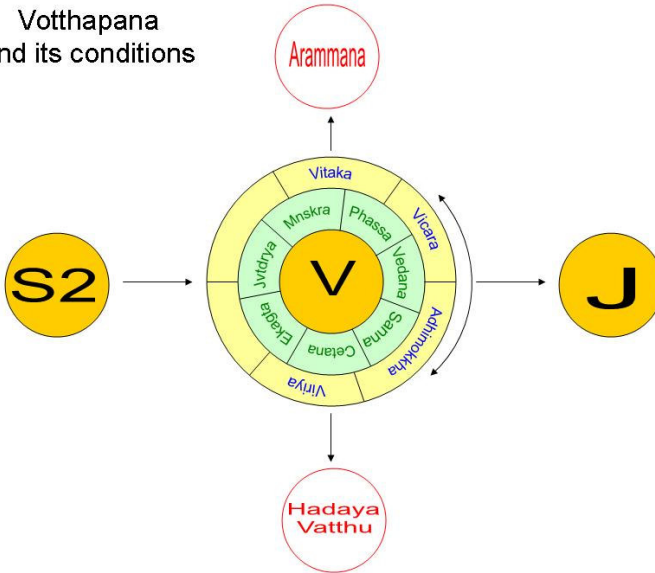 Votthapana
nd its conditions
Arammana
Vitaka
Vicara
Adhimokkha
Viriya
Mnskra
Phassa
Vedana
Sanna
Cetana
Ekagta
Jvtdrya
S2
V
J
Hadaya
Vatthu